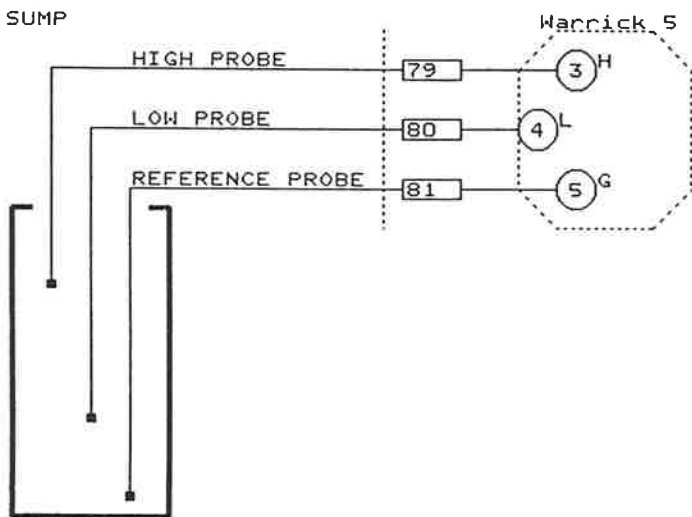 SUMP
Warrick 5
HIGH PROBE 79 3 H
LOW PROBE 80 4 L
REFERENCE PROBE 81 5 G